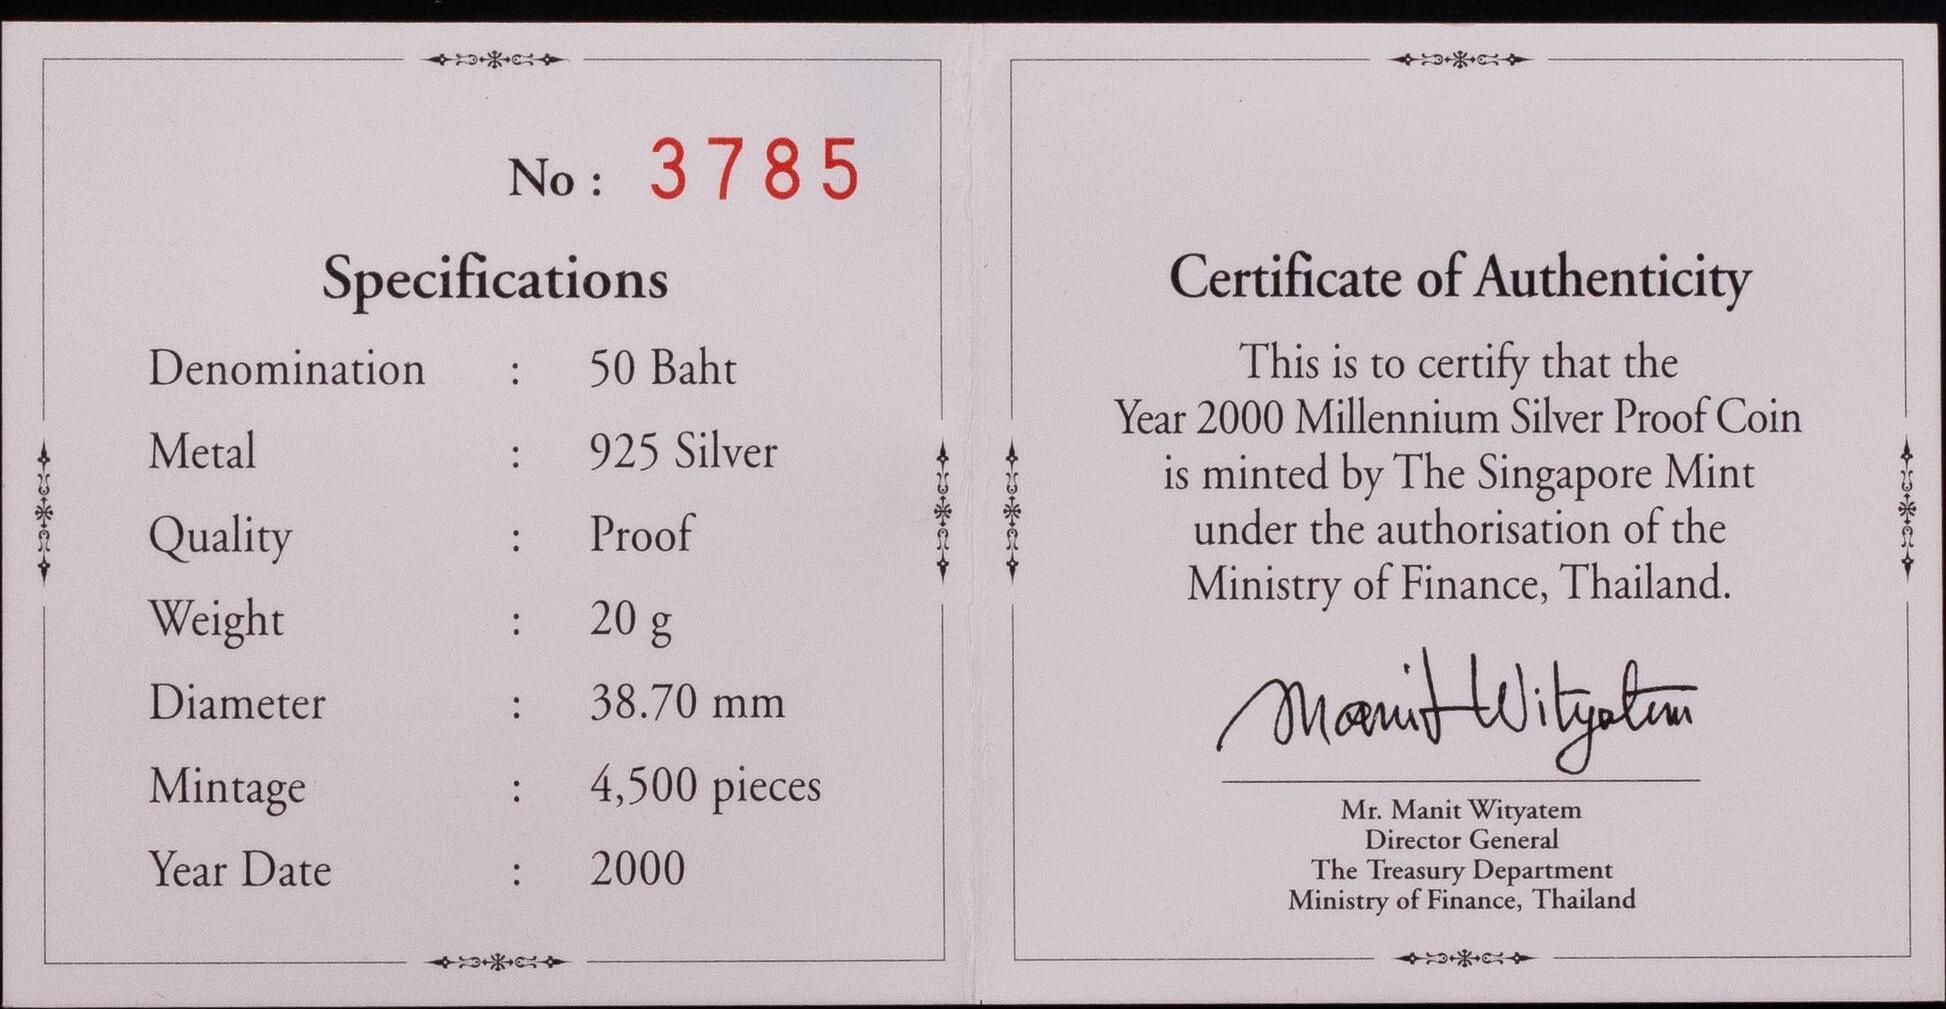 No : 3785
Specifications
Denomination : 50 Baht
Metal : 925 Silver
Quality : Proof
Weight : 20 g
Diameter : 38.70 mm
Mintage : 4,500 pieces
Year Date : 2000
Certificate of Authenticity
This is to certify that the
Year 2000 Millennium Silver Proof Coin
is minted by The Singapore Mint
under the authorisation of the
Ministry of Finance, Thailand.
Manit Wityatem
Mr. Manit Wityatem
Director General
The Treasury Department
Ministry of Finance, Thailand